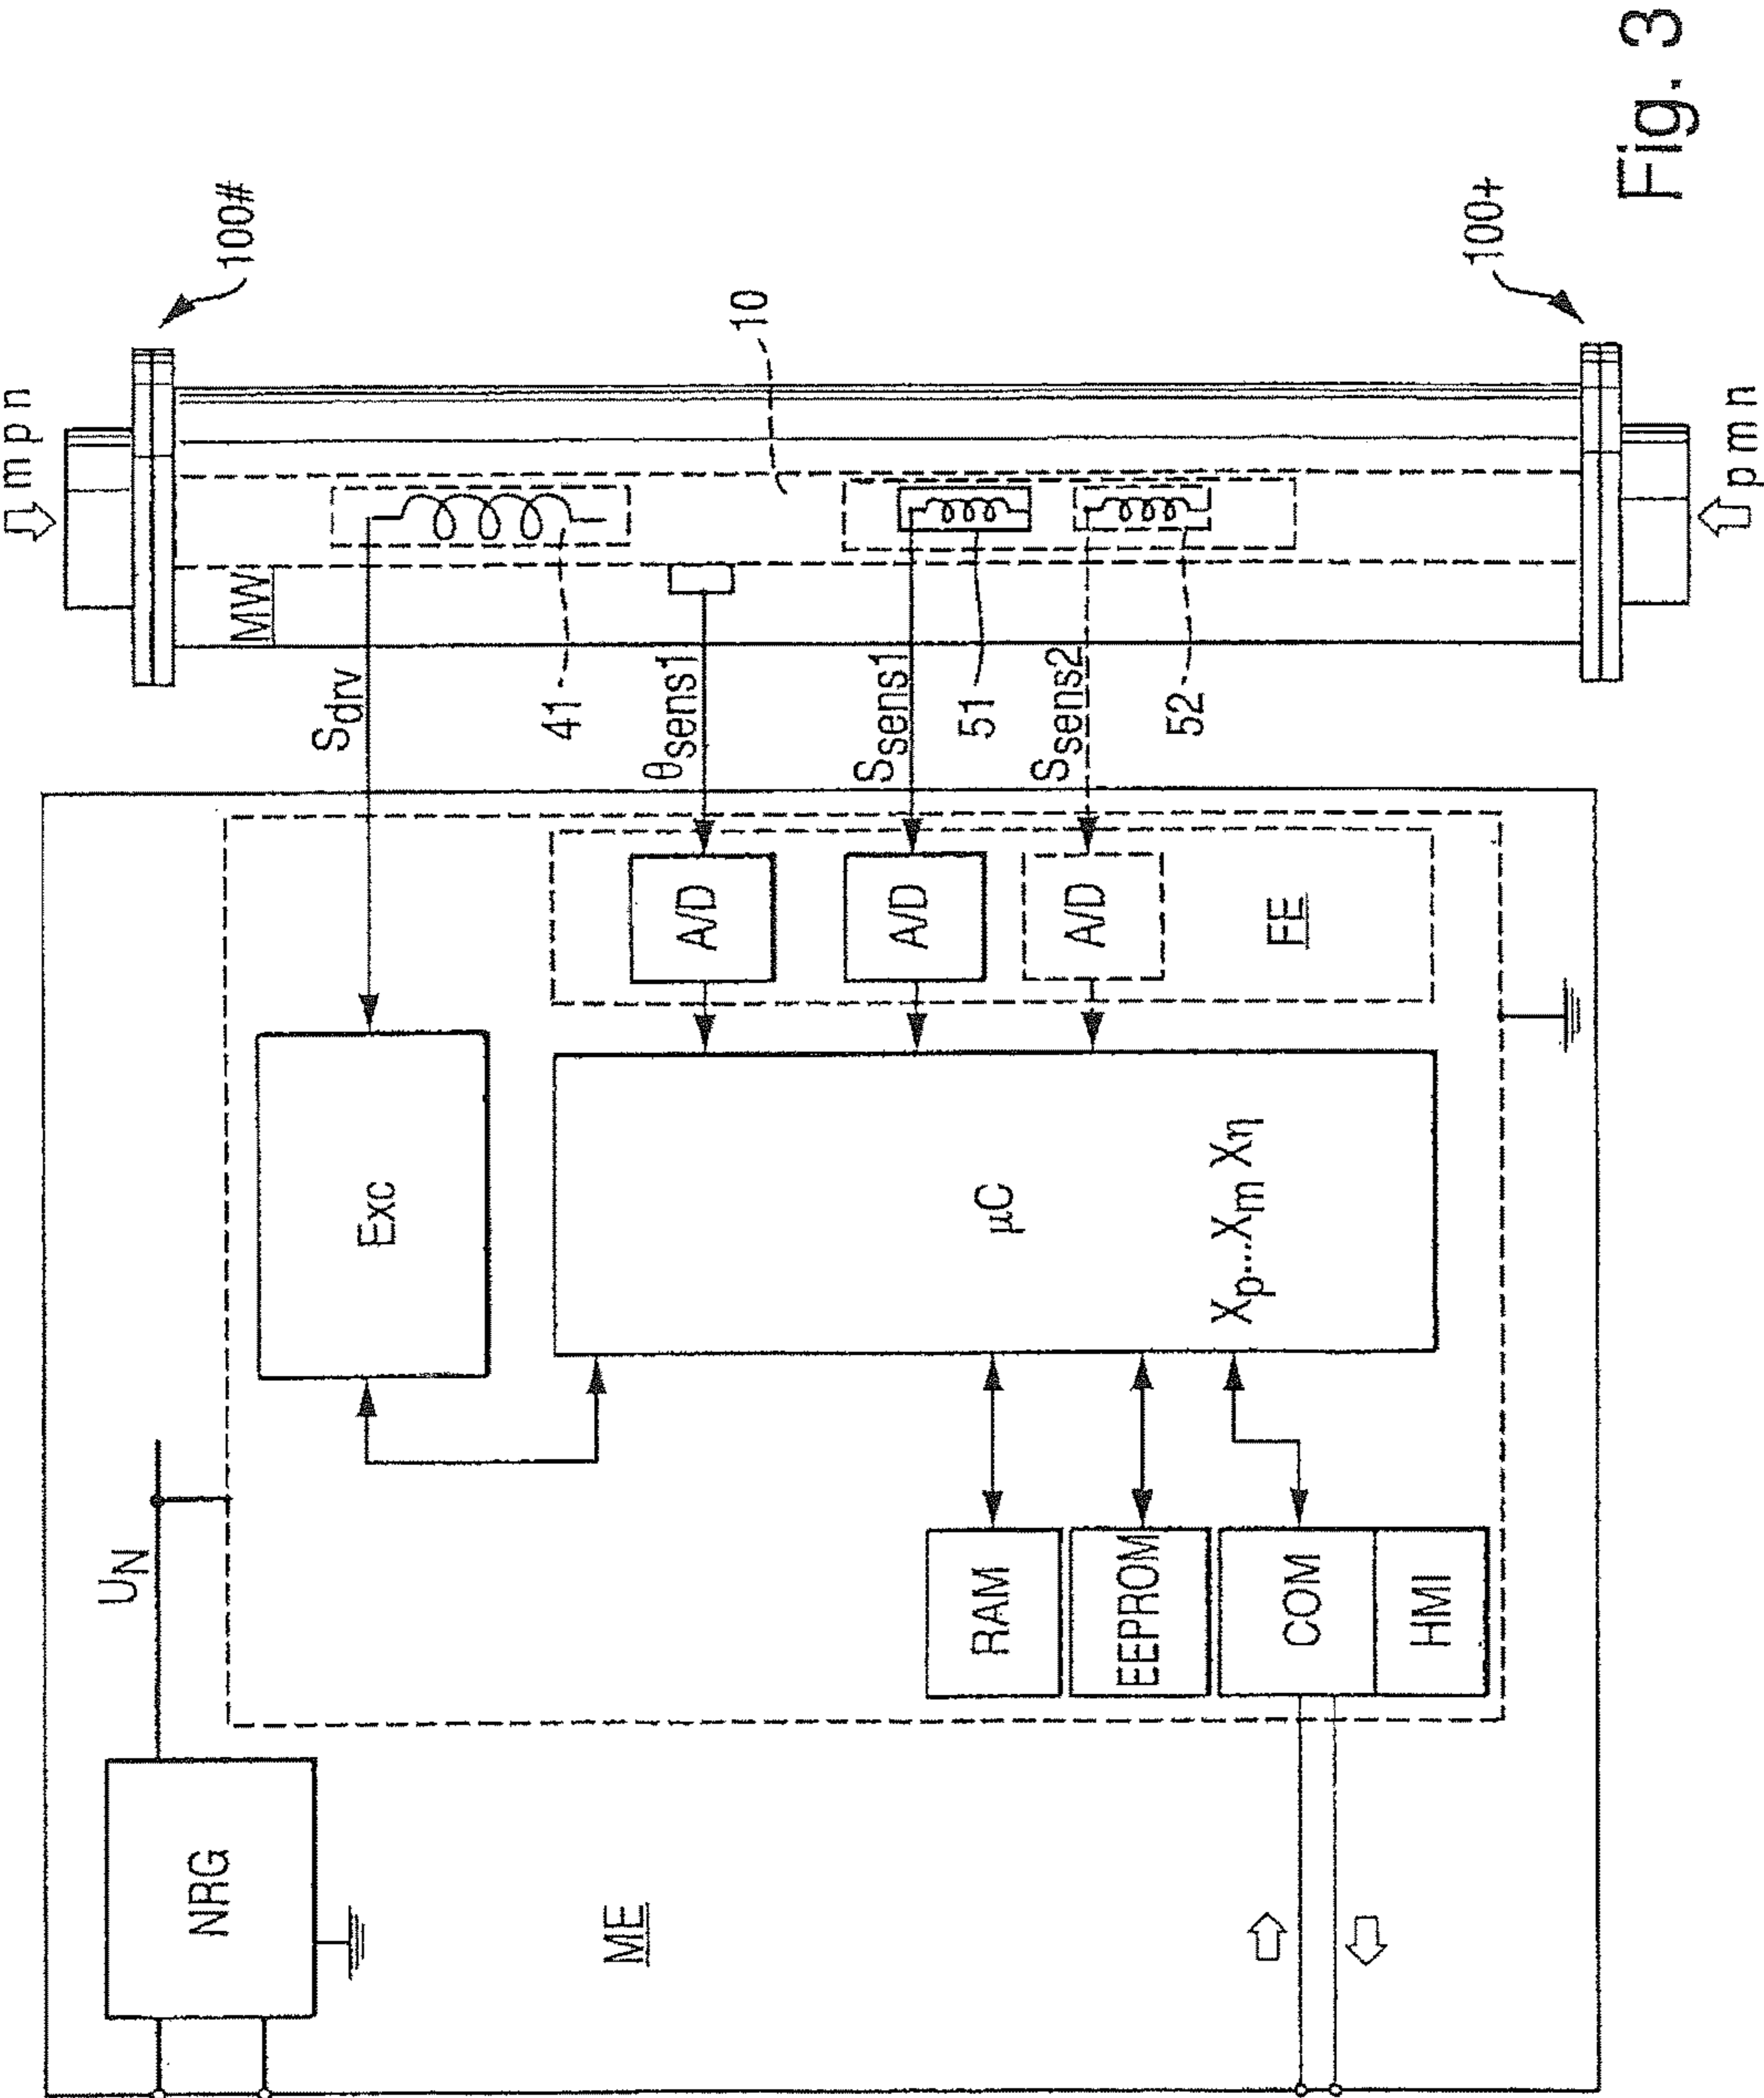 m p n
100#
MW
10
S_drv
41
θ_sens1
S_sens1
51
S_sens2
52
100+
p m n
NRG
U_N
ME
Exc
A/D
A/D
A/D
FE
µC
X_p...X_m X_η
RAM
EEPROM
COM
HMI
Fig. 3